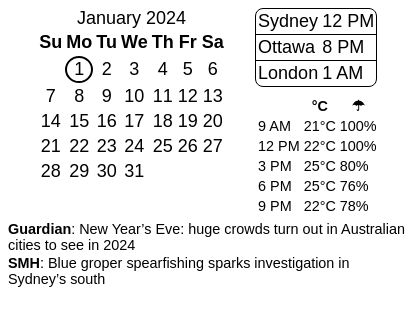 January 2024
Su Mo Tu We Th Fr Sa
1 2 3 4 5 6
7 8 9 10 11 12 13
14 15 16 17 18 19 20
21 22 23 24 25 26 27
28 29 30 31
Sydney 12 PM
Ottawa 8 PM
London 1 AM
°C ☂
9 AM 21°C 100%
12 PM 22°C 100%
3 PM 25°C 80%
6 PM 25°C 76%
9 PM 22°C 78%
Guardian: New Year’s Eve: huge crowds turn out in Australian
cities to see in 2024
SMH: Blue groper spearfishing sparks investigation in
Sydney’s south